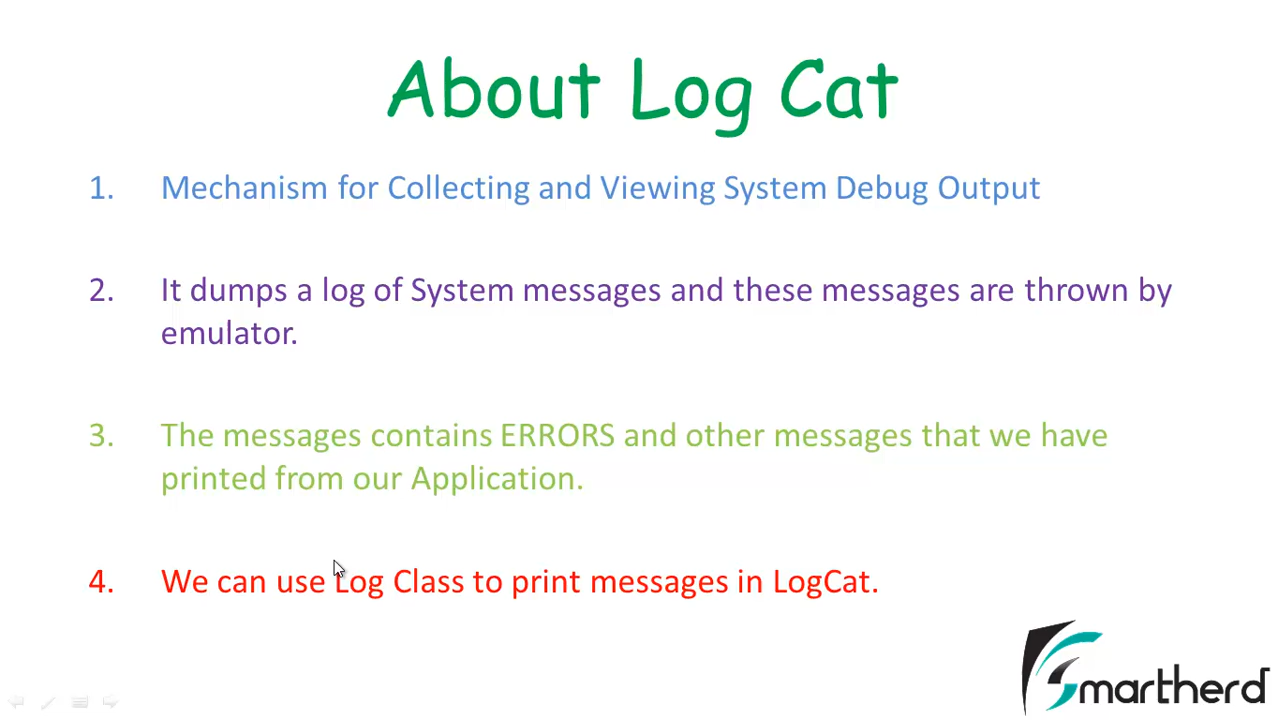 About Log Cat
1. Mechanism for Collecting and Viewing System Debug Output
2. It dumps a log of System messages and these messages are thrown by
emulator.
3. The messages contains ERRORS and other messages that we have
printed from our Application.
4. We can use Log Class to print messages in LogCat.
Smartherd